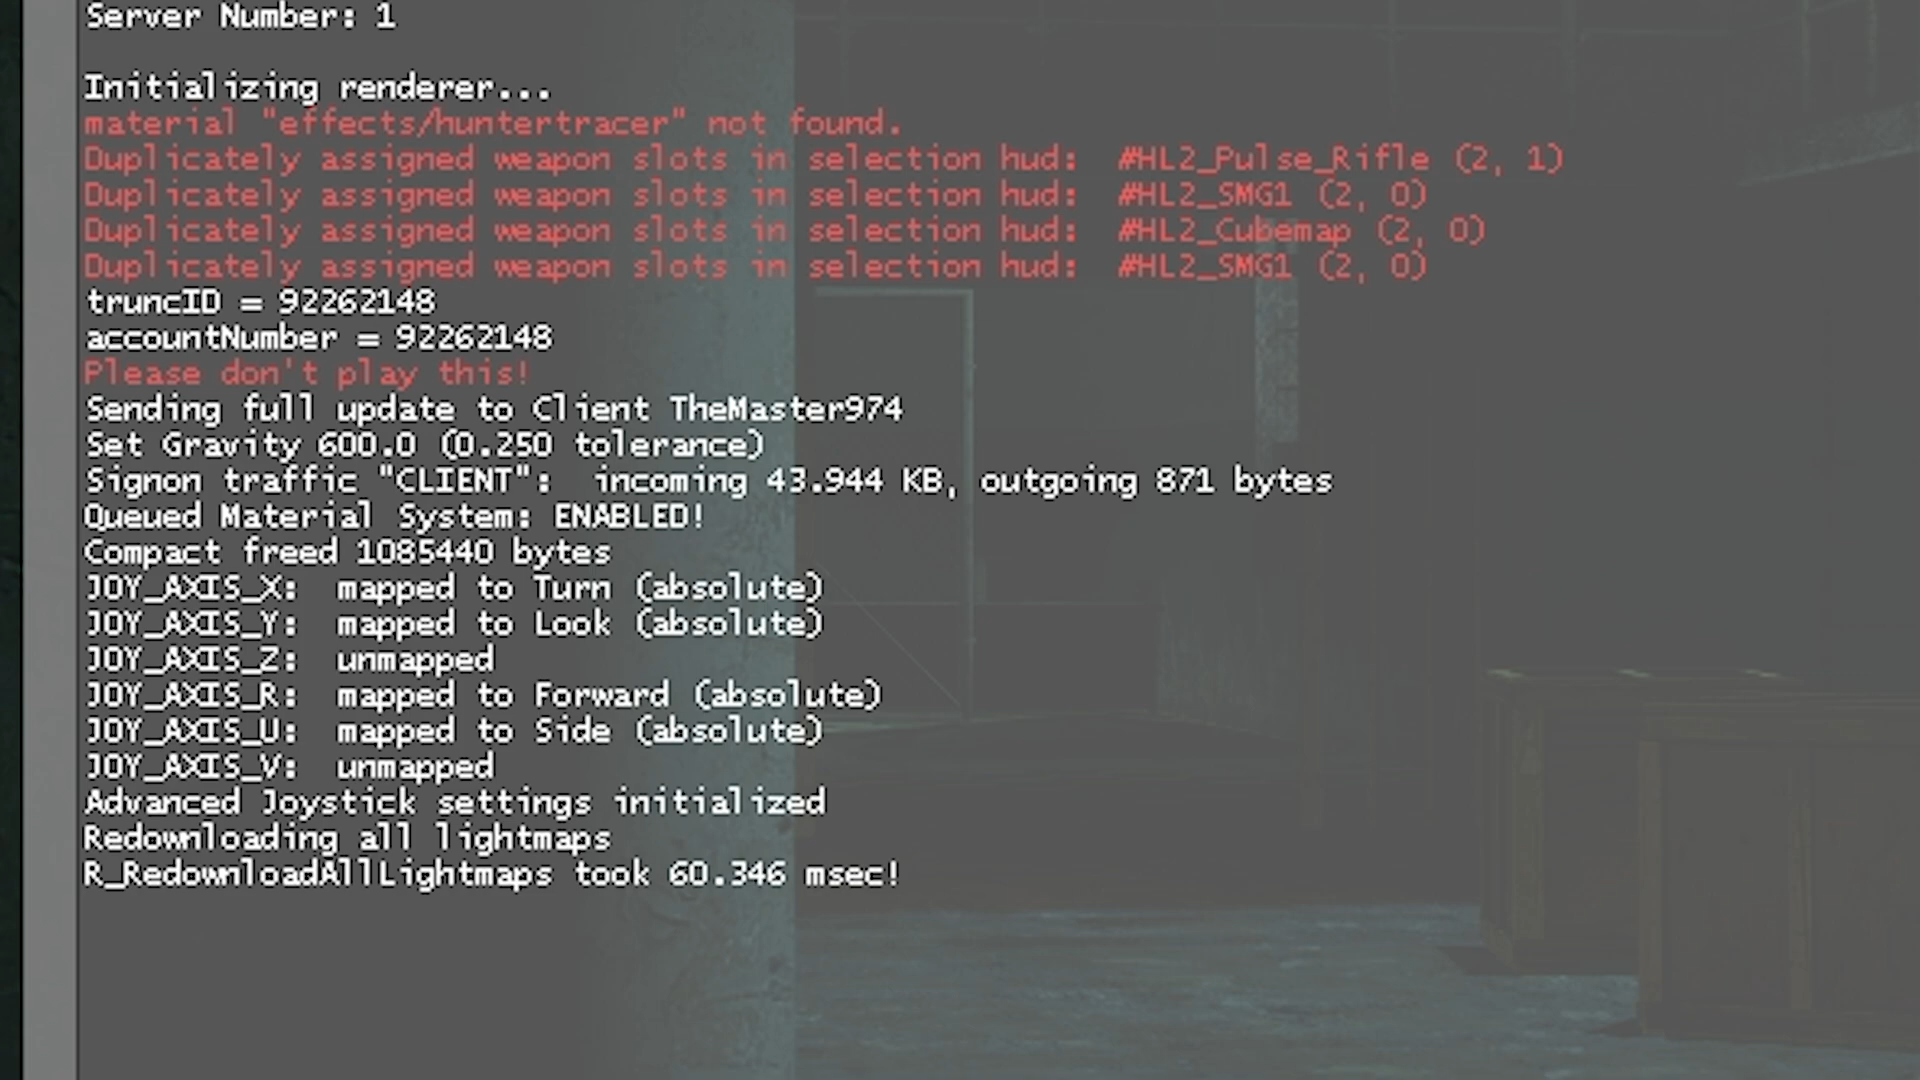 Server Number: 1
Initializing renderer...
material "effects/huntertracer" not found.
Duplicately assigned weapon slots in selection hud:  #HL2_Pulse_Rifle (2, 1)
Duplicately assigned weapon slots in selection hud:  #HL2_SMG1 (2, 0)
Duplicately assigned weapon slots in selection hud:  #HL2_Cubemap (2, 0)
Duplicately assigned weapon slots in selection hud:  #HL2_SMG1 (2, 0)
truncID = 92262148
accountNumber = 92262148
Please don't play this!
Sending full update to Client TheMaster974
Set Gravity 600.0 (0.250 tolerance)
Signon traffic "CLIENT":  incoming 43.944 KB, outgoing 871 bytes
Queued Material System: ENABLED!
Compact freed 1085440 bytes
JOY_AXIS_X:  mapped to Turn (absolute)
JOY_AXIS_Y:  mapped to Look (absolute)
JOY_AXIS_Z:  unmapped
JOY_AXIS_R:  mapped to Forward (absolute)
JOY_AXIS_U:  mapped to Side (absolute)
JOY_AXIS_V:  unmapped
Advanced Joystick settings initialized
Redownloading all lightmaps
R_RedownloadAllLightmaps took 60.346 msec!